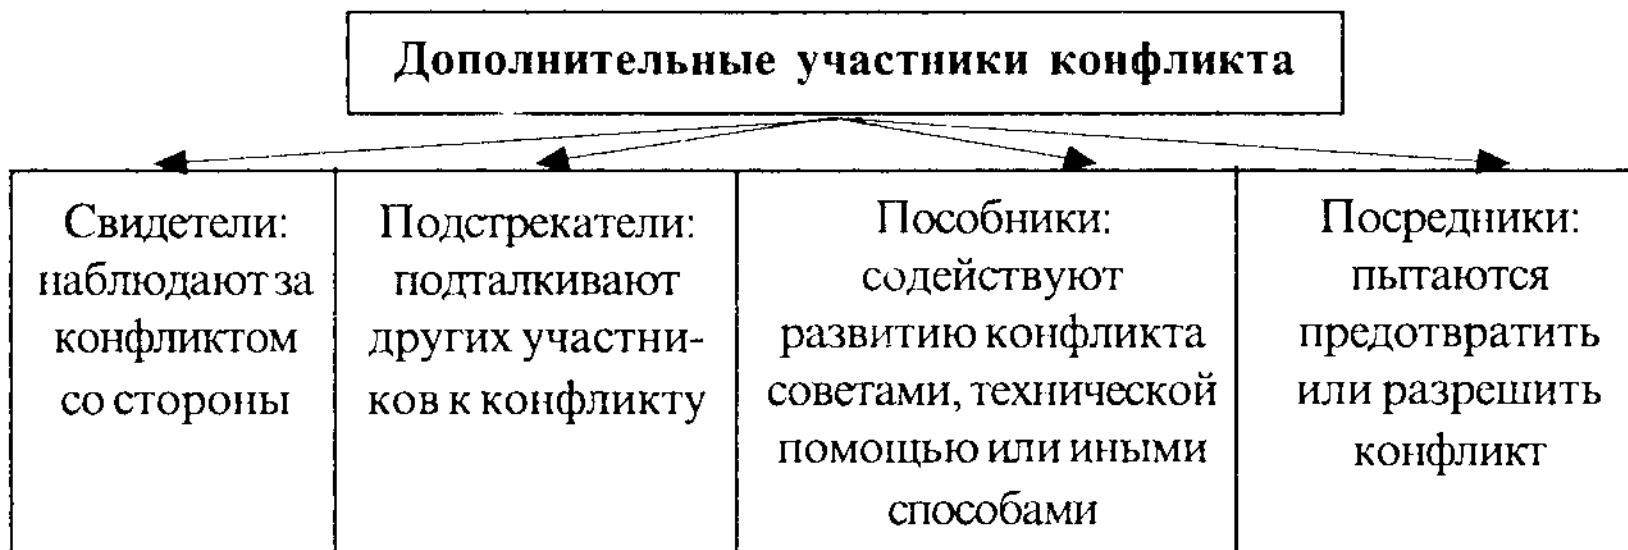 Дополнительные участники конфликта
Свидетели:
наблюдают за
конфликтом
со стороны
Подстрекатели:
подталкивают
других участни-
ков к конфликту
Пособники:
содействуют
развитию конфликта
советами, технической
помощью или иными
способами
Посредники:
пытаются
предотвратить
или разрешить
конфликт